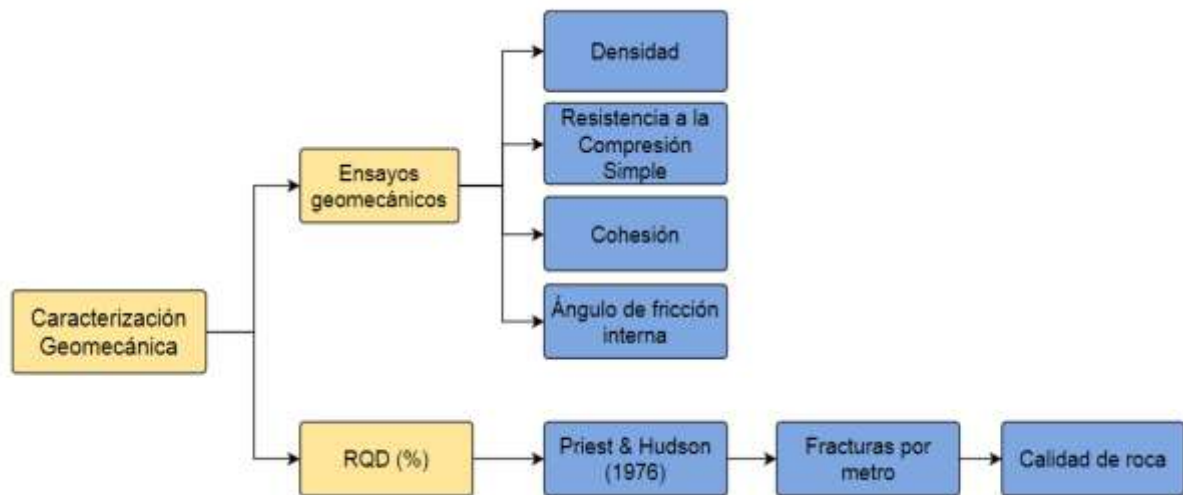 Densidad
Resistencia a la
Compresión
Simple
Ensayos
geomecánicos
Cohesión
Ángulo de fricción
interna
Caracterización
Geomecánica
RQD (%)
Priest & Hudson
(1976)
Fracturas por
metro
Calidad de roca